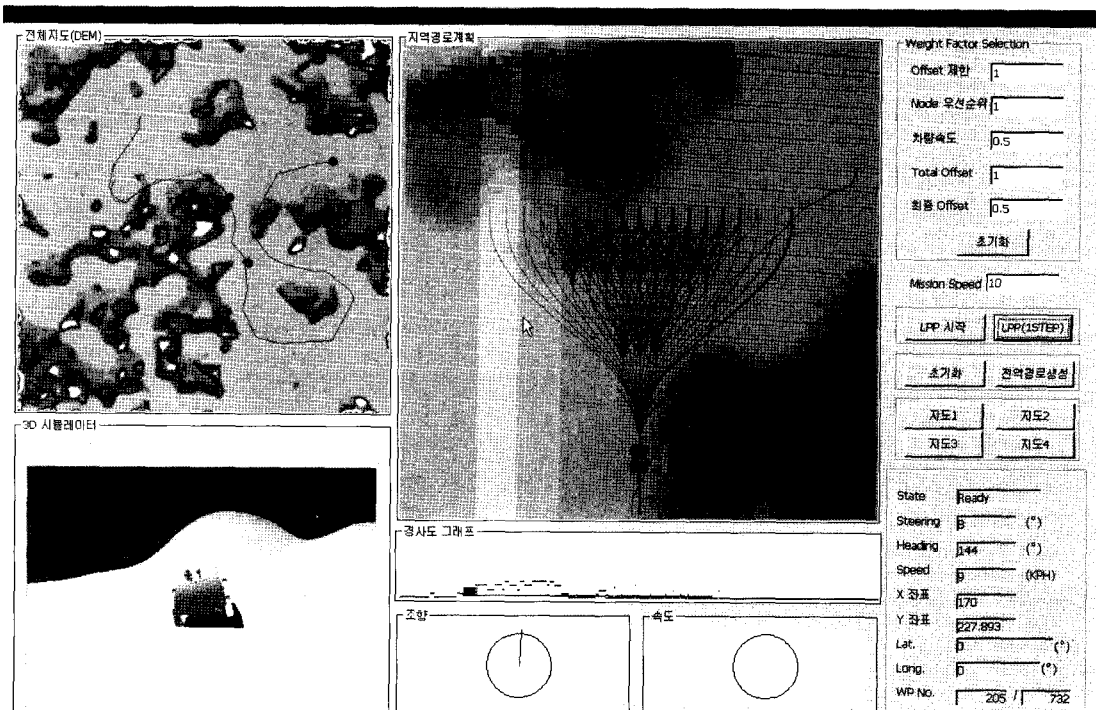 전체지도(DEM)
지역경로계획
Weight Factor Selection
Offset 제한 1
Node 우선순위 1
차량속도 0.5
Total Offset 1
최종 Offset 0.5
초기화
Mission Speed 10
LPP 시작 LPP(1STEP)
초기화 전역경로생성
지도1 지도2
지도3 지도4
3D 시뮬레이터
경사도 그래프
조향
속도
State Ready
Steering (°)
Heading 144 (°)
Speed 9 (KPH)
X 좌표 170
Y 좌표 227.893
Lat. 0 (°)
Long. 0 (°)
WP No. 205 / 732